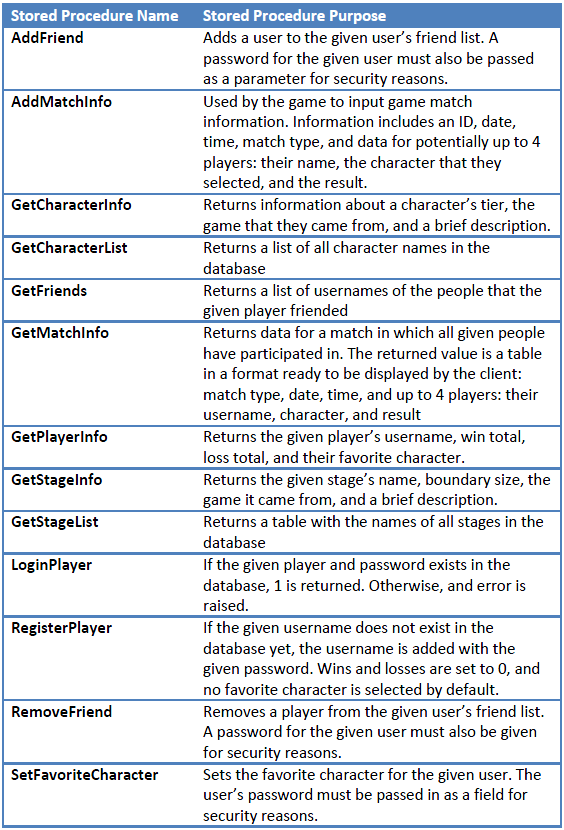 Stored Procedure Name Stored Procedure Purpose
AddFriend Adds a user to the given user's friend list. A
password for the given user must also be passed
as a parameter for security reasons.
AddMatchInfo Used by the game to input game match
information. Information includes an ID, date,
time, match type, and data for potentially up to 4
players: their name, the character that they
selected, and the result.
GetCharacterInfo Returns information about a character's tier, the
game that they came from, and a brief description.
GetCharacterList Returns a list of all character names in the
database
GetFriends Returns a list of usernames of the people that the
given player friended
GetMatchInfo Returns data for a match in which all given people
have participated in. The returned value is a table
in a format ready to be displayed by the client:
match type, date, time, and up to 4 players: their
username, character, and result
GetPlayerInfo Returns the given player's username, win total,
loss total, and their favorite character.
GetStageInfo Returns the given stage's name, boundary size, the
game it came from, and a brief description.
GetStageList Returns a table with the names of all stages in the
database
LoginPlayer If the given player and password exists in the
database, 1 is returned. Otherwise, and error is
raised.
RegisterPlayer If the given username does not exist in the
database yet, the username is added with the
given password. Wins and losses are set to 0, and
no favorite character is selected by default.
RemoveFriend Removes a player from the given user's friend list.
A password for the given user must also be given
for security reasons.
SetFavoriteCharacter Sets the favorite character for the given user. The
user's password must be passed in as a field for
security reasons.